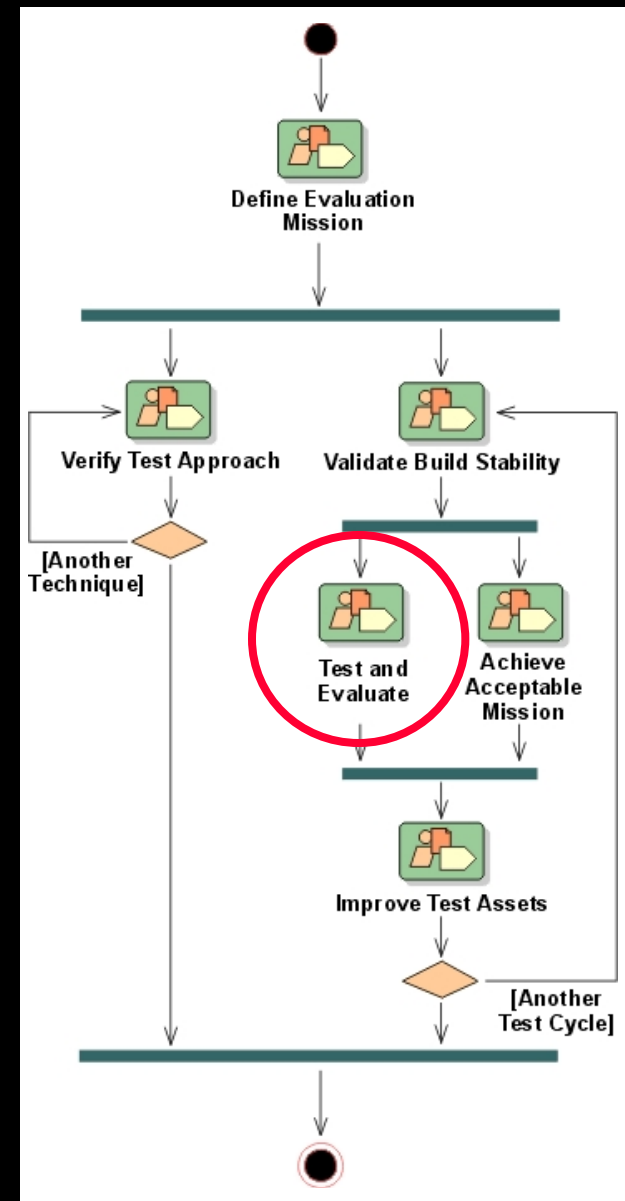 Define Evaluation
Mission
Verify Test Approach
Validate Build Stability
[Another
Technique]
Test and
Evaluate
Achieve
Acceptable
Mission
Improve Test Assets
[Another
Test Cycle]